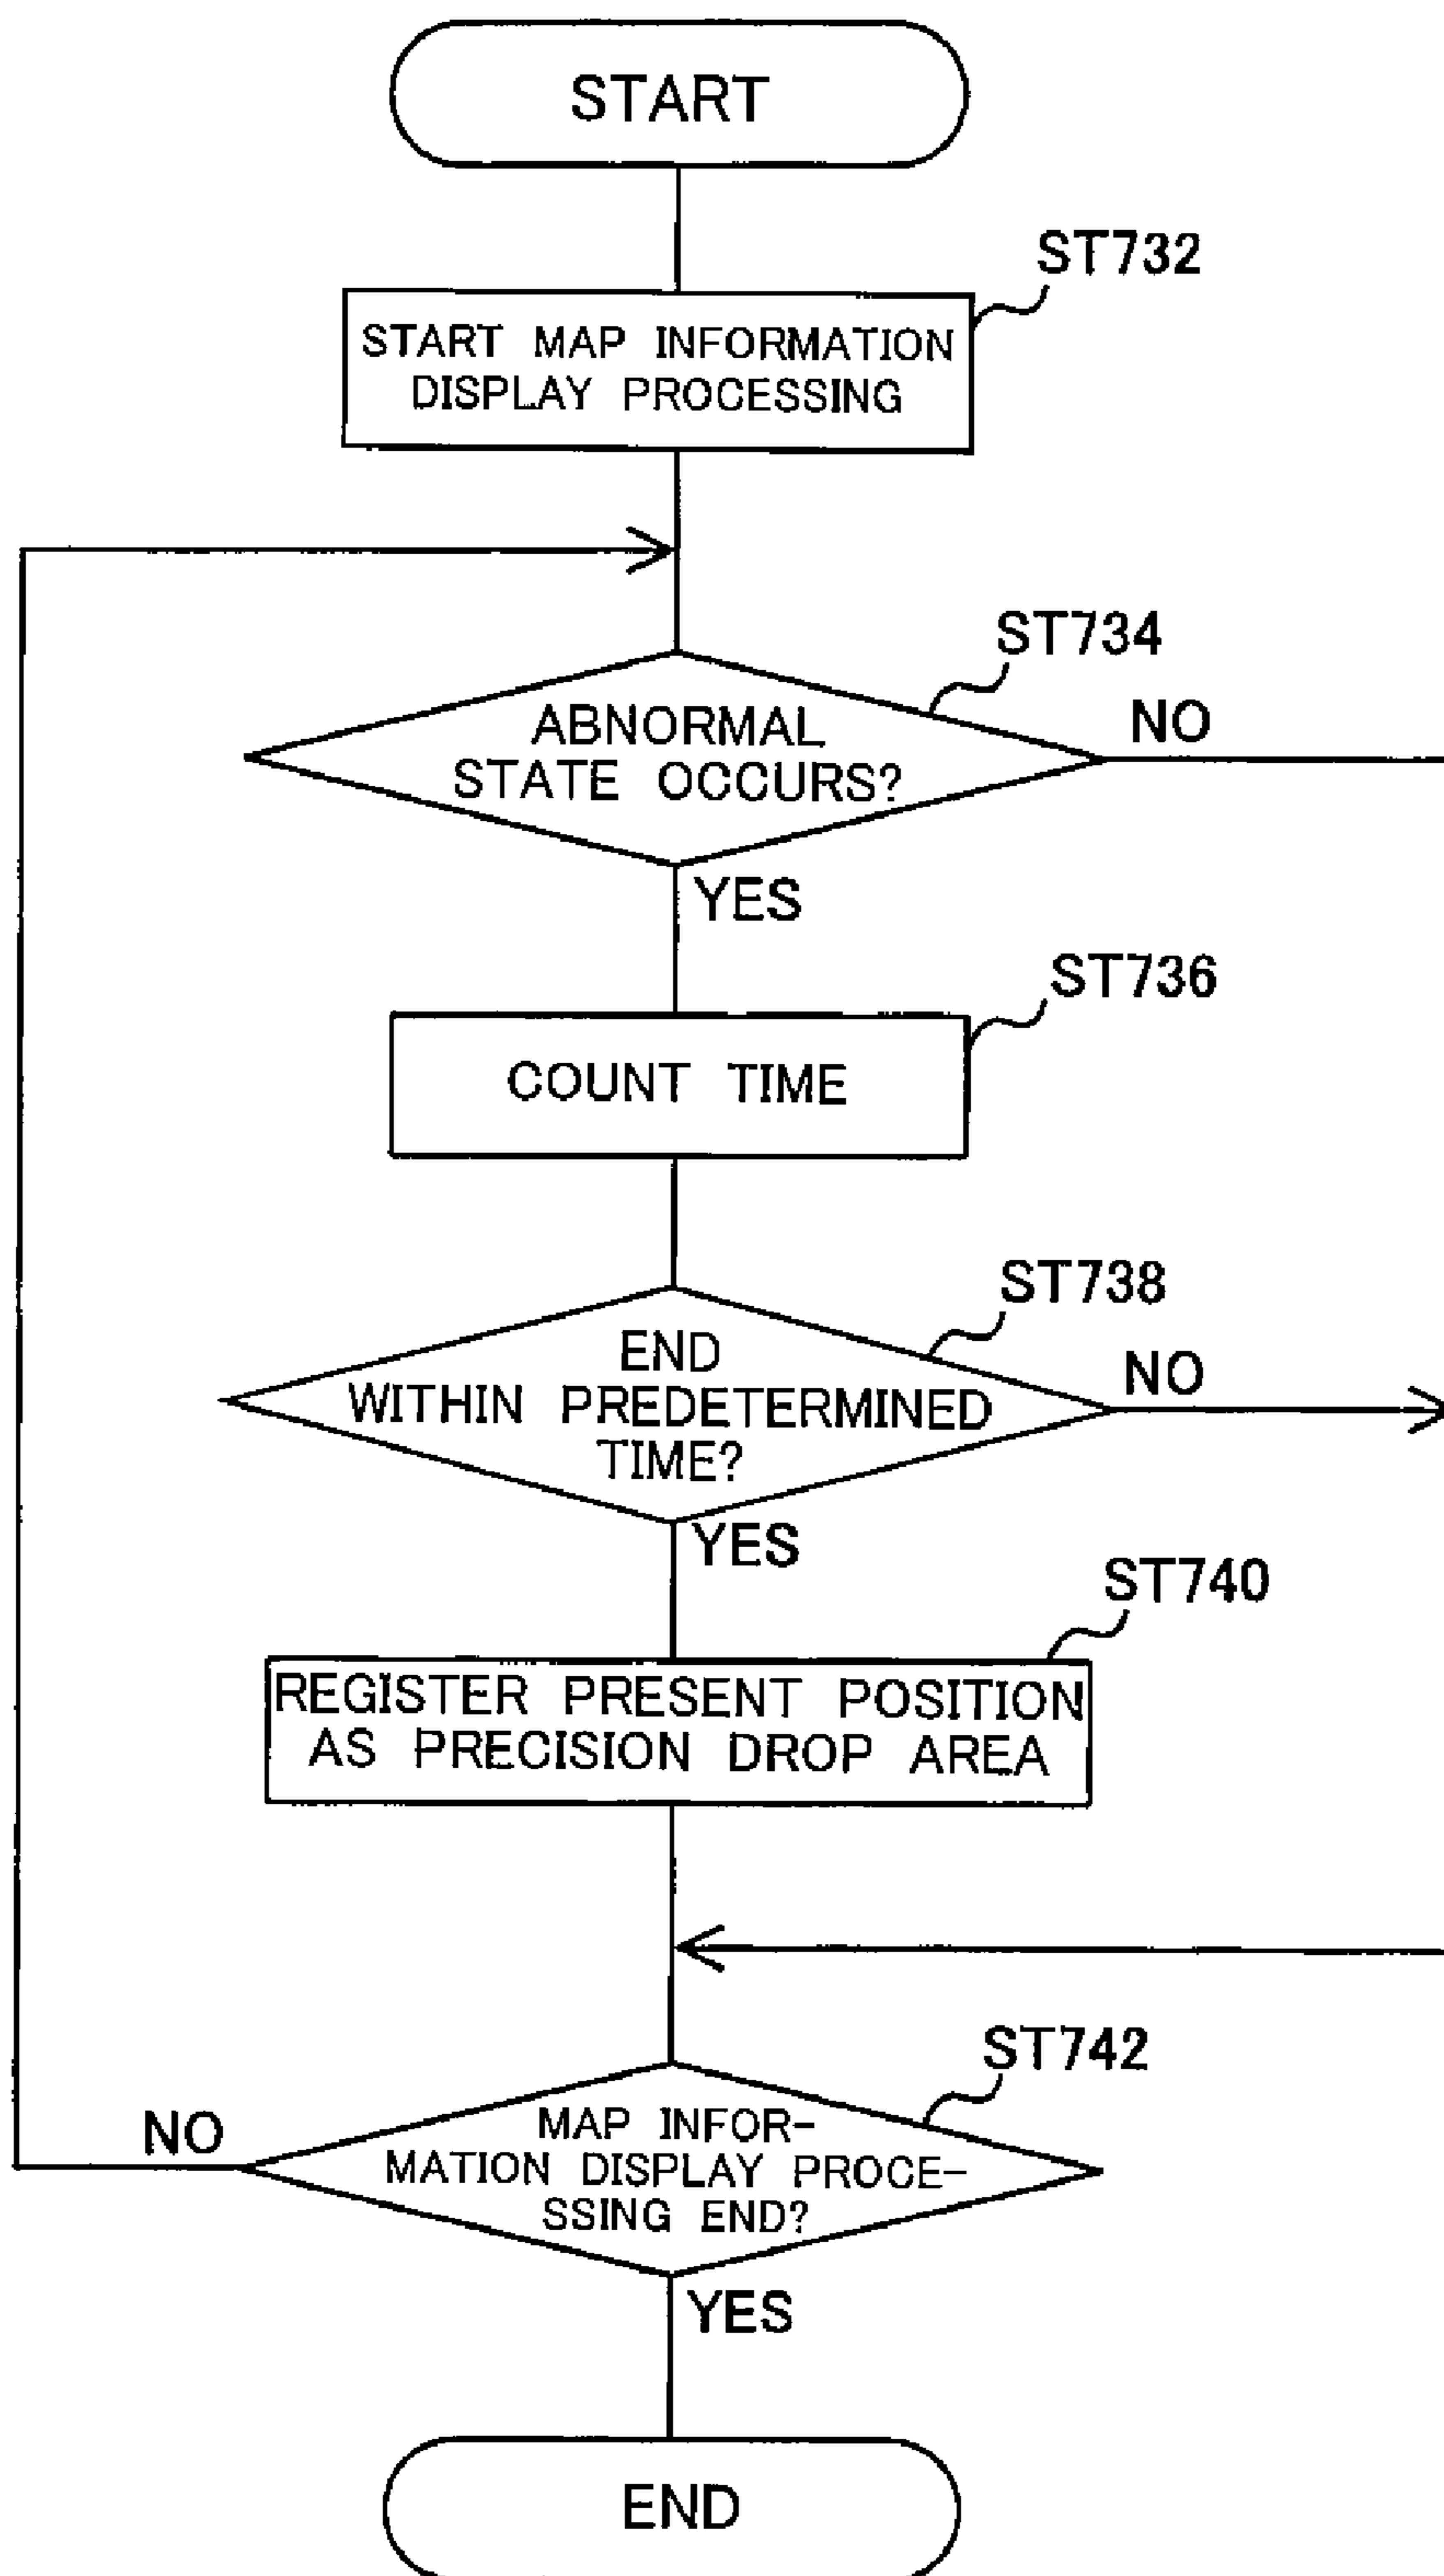 START
ST732
START MAP INFORMATION
DISPLAY PROCESSING
ST734
ABNORMAL
STATE OCCURS?
NO
YES
ST736
COUNT TIME
ST738
END
WITHIN PREDETERMINED
TIME?
NO
YES
ST740
REGISTER PRESENT POSITION
AS PRECISION DROP AREA
ST742
MAP INFOR-
MATION DISPLAY PROCE-
SSING END?
NO
YES
END